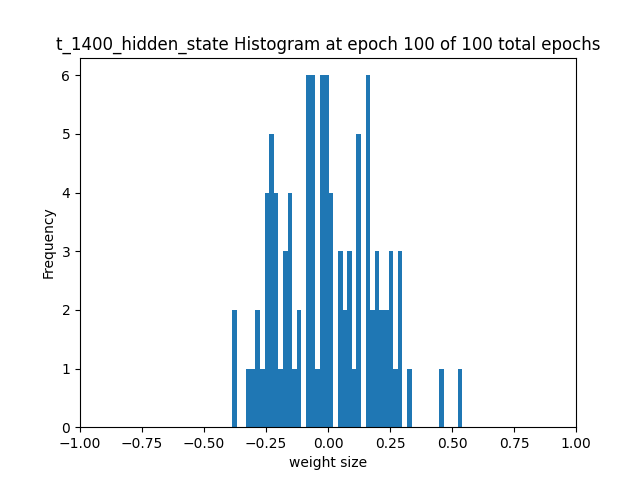 t_1400_hidden_state Histogram at epoch 100 of 100 total epochs
Frequency
6
5
4
3
2
1
0
−1.00 −0.75 −0.50 −0.25 0.00 0.25 0.50 0.75 1.00
weight size